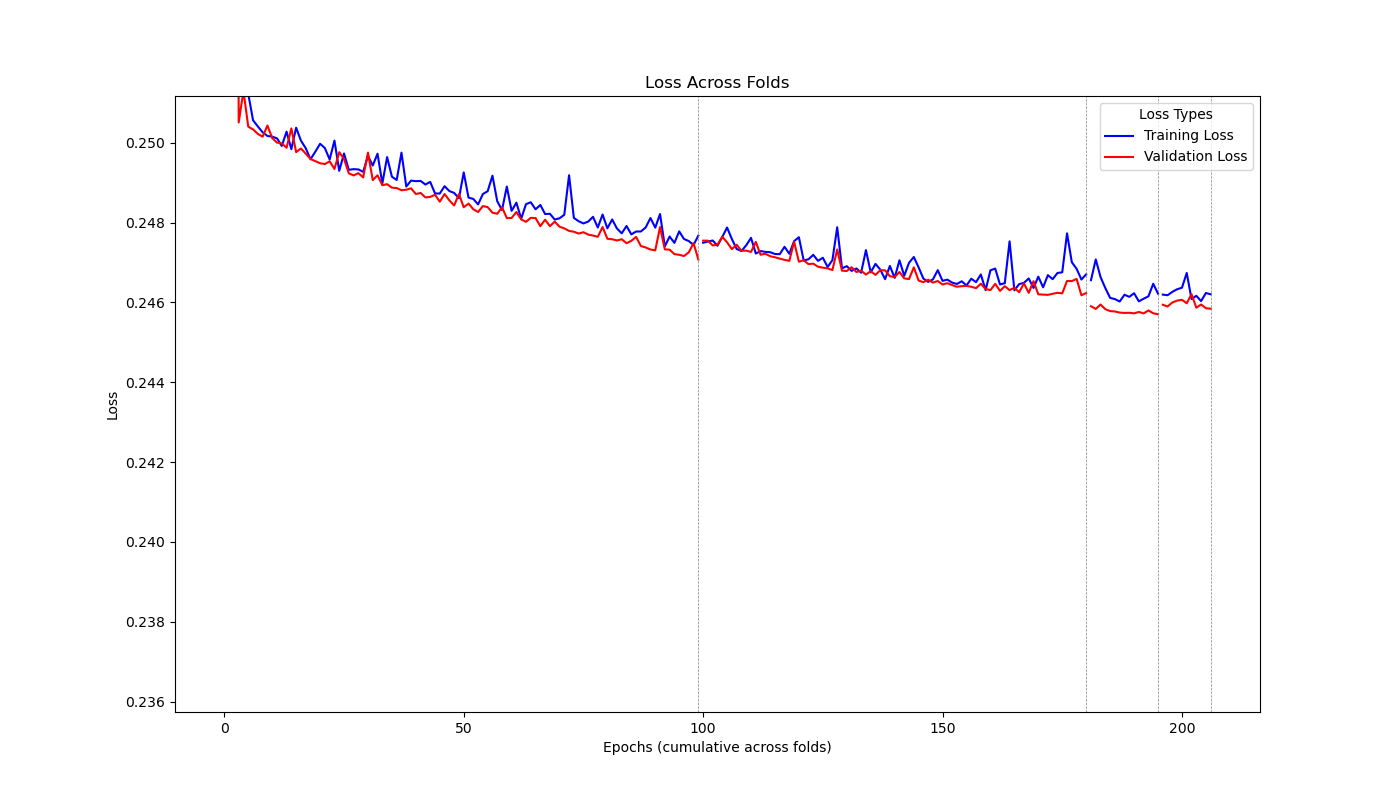 Loss Across Folds
Loss Types
Training Loss
Validation Loss
0.250
0.248
0.246
0.244
0.242
0.240
0.238
0.236
Loss
0
50
100
150
200
Epochs (cumulative across folds)